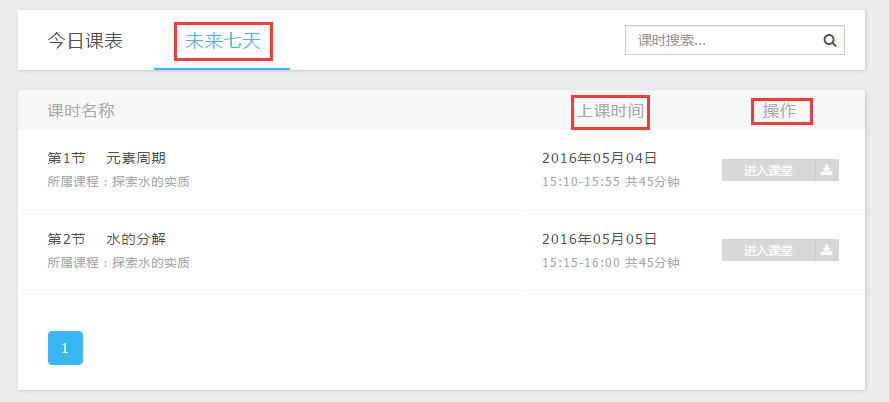 今日课表 未来七天 课时搜索...
课时名称 上课时间 操作
第1节 元素周期 2016年05月04日
所属课程：探索水的实质 15:10-15:55 共45分钟 进入课堂
第2节 水的分解 2016年05月05日
所属课程：探索水的实质 15:15-16:00 共45分钟 进入课堂
1